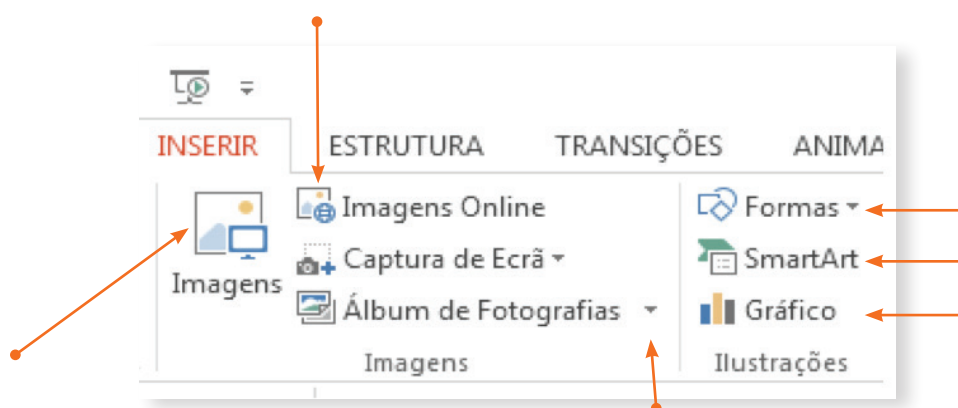 INSERIR ESTRUTURA TRANSIÇÕES ANIMA
Imagens
Imagens Online
Captura de Ecrã
Álbum de Fotografias
Imagens
Formas
SmartArt
Gráfico
Ilustrações